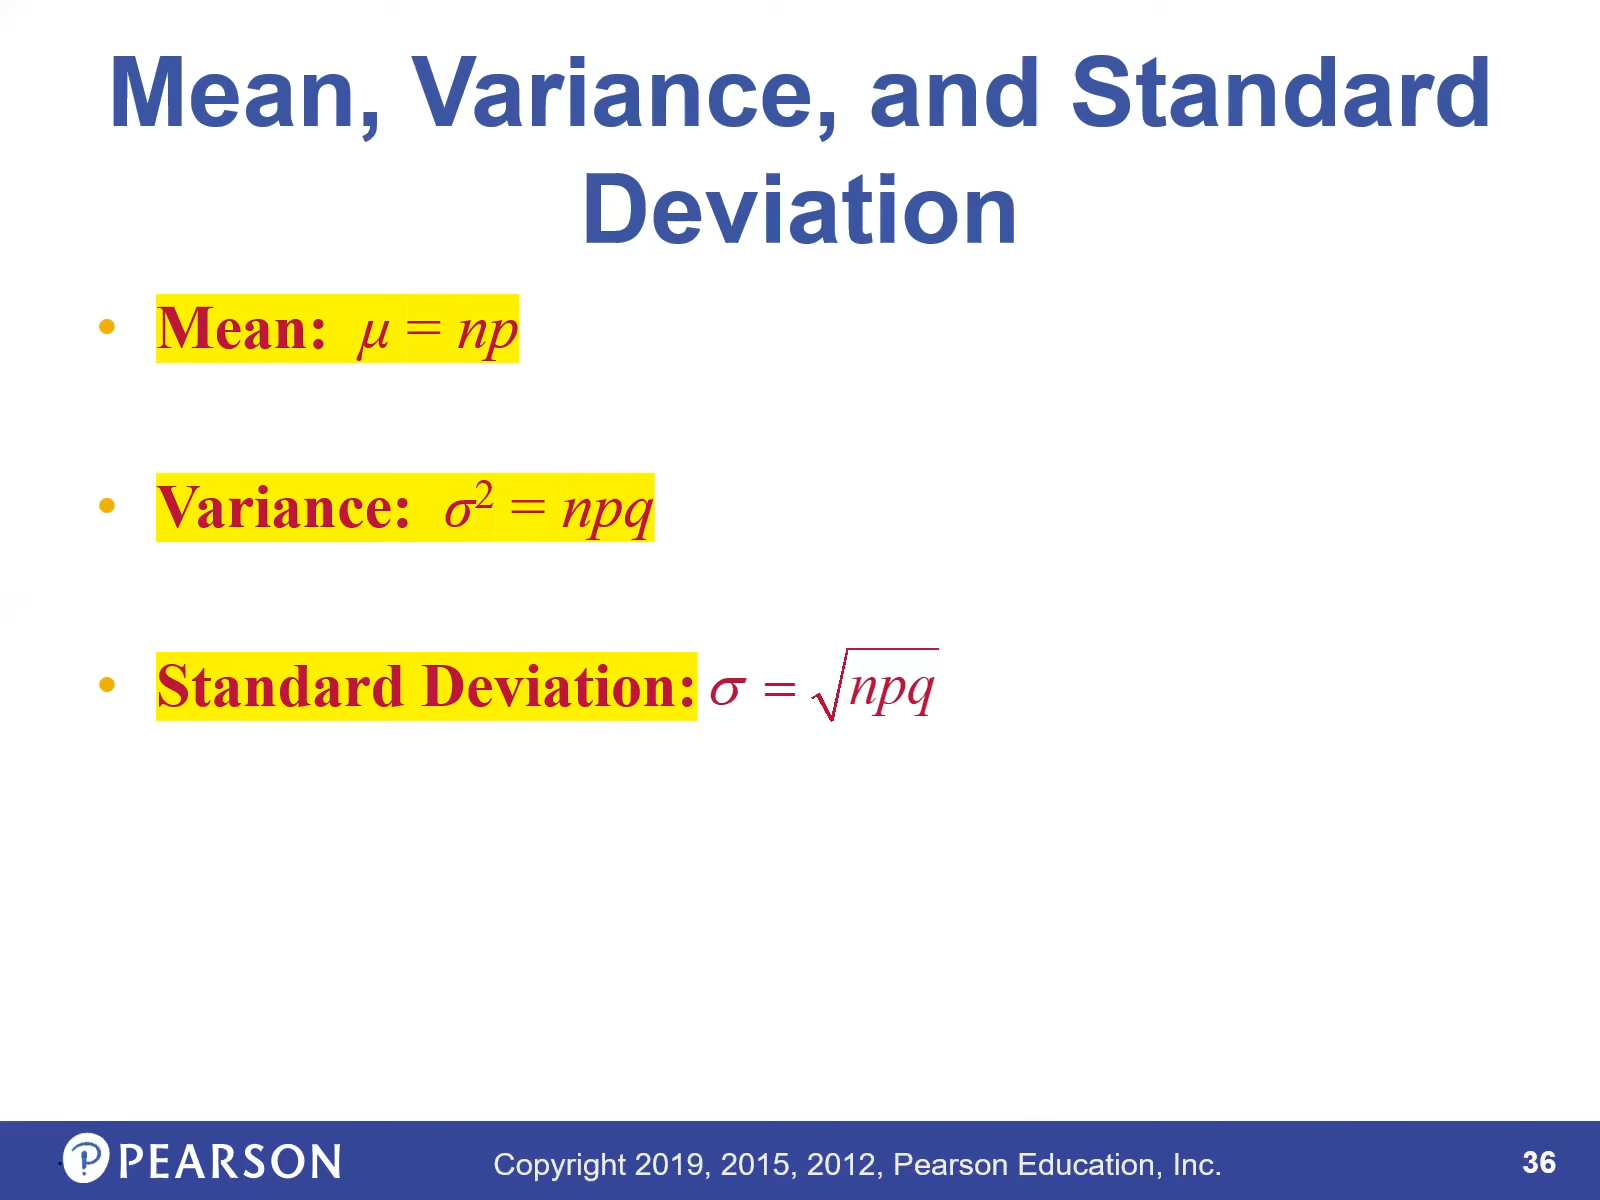 Mean, Variance, and Standard
Deviation
• Mean: μ = np
• Variance: σ² = npq
• Standard Deviation: σ = √npq
PEARSON
Copyright 2019, 2015, 2012, Pearson Education, Inc.
36